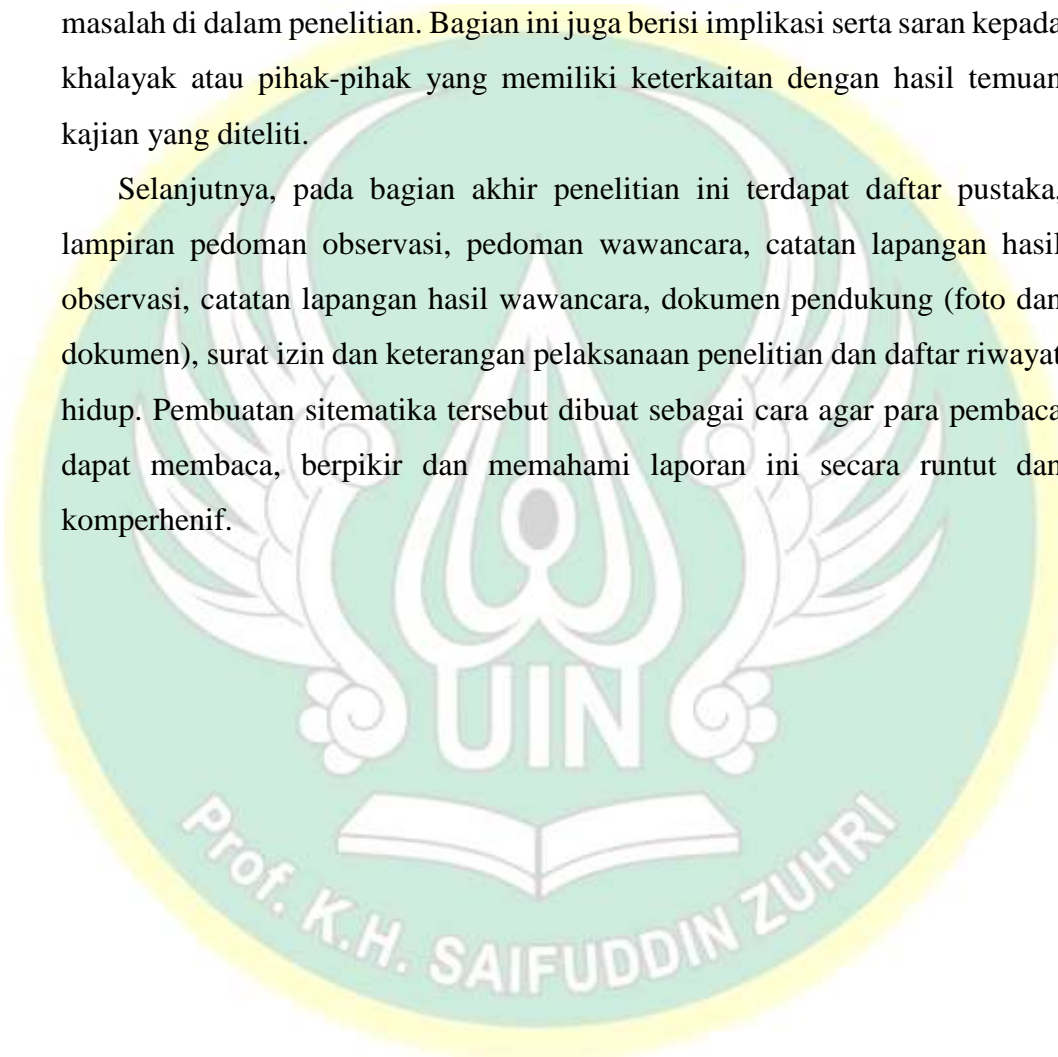 masalah di dalam penelitian. Bagian ini juga berisi implikasi serta saran kepada
khalayak atau pihak-pihak yang memiliki keterkaitan dengan hasil temuan
kajian yang diteliti.
Selanjutnya, pada bagian akhir penelitian ini terdapat daftar pustaka,
lampiran pedoman observasi, pedoman wawancara, catatan lapangan hasil
observasi, catatan lapangan hasil wawancara, dokumen pendukung (foto dan
dokumen), surat izin dan keterangan pelaksanaan penelitian dan daftar riwayat
hidup. Pembuatan sitematika tersebut dibuat sebagai cara agar para pembaca
dapat membaca, berpikir dan memahami laporan ini secara runtut dan
komperhenif.
UIN
Prof. K.H. SAIFUDDIN ZUHRI